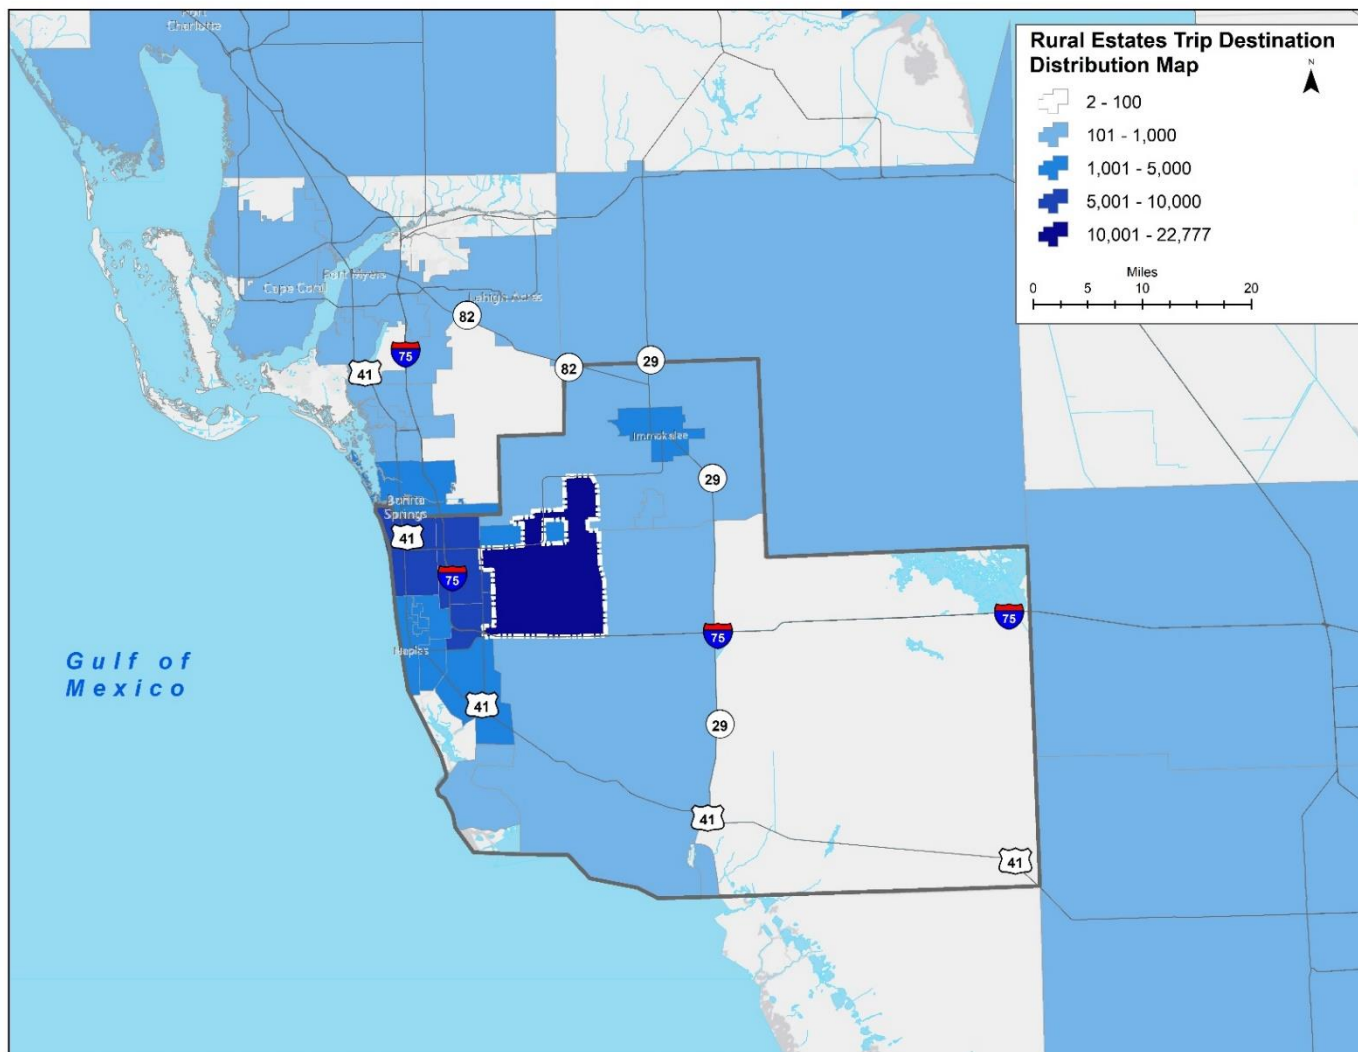 Port
Charlotte
Rural Estates Trip Destination
Distribution Map
N
2 - 100
101 - 1,000
1,001 - 5,000
5,001 - 10,000
10,001 - 22,777
Miles
0 5 10 20
Fort Myers
Cape Coral
Lehigh Acres
82
75
41
82
29
Immokalee
29
Bonita
Springs
41
75
75
75
Naples
Gulf of
Mexico
41
29
41
41